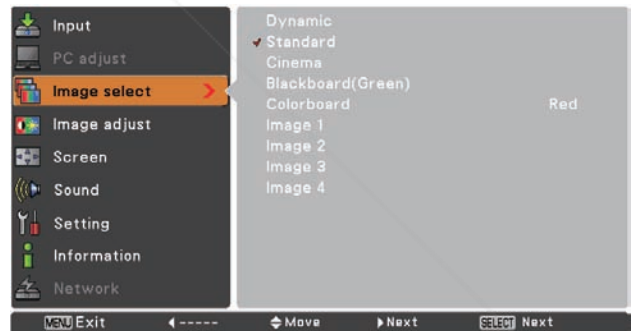 Input
PC adjust
Image select
Image adjust
Screen
Sound
Setting
Information
Network
Dynamic
Standard
Cinema
Blackboard(Green)
Colorboard Red
Image 1
Image 2
Image 3
Image 4
MENU Exit ----- Move Next SELECT Next